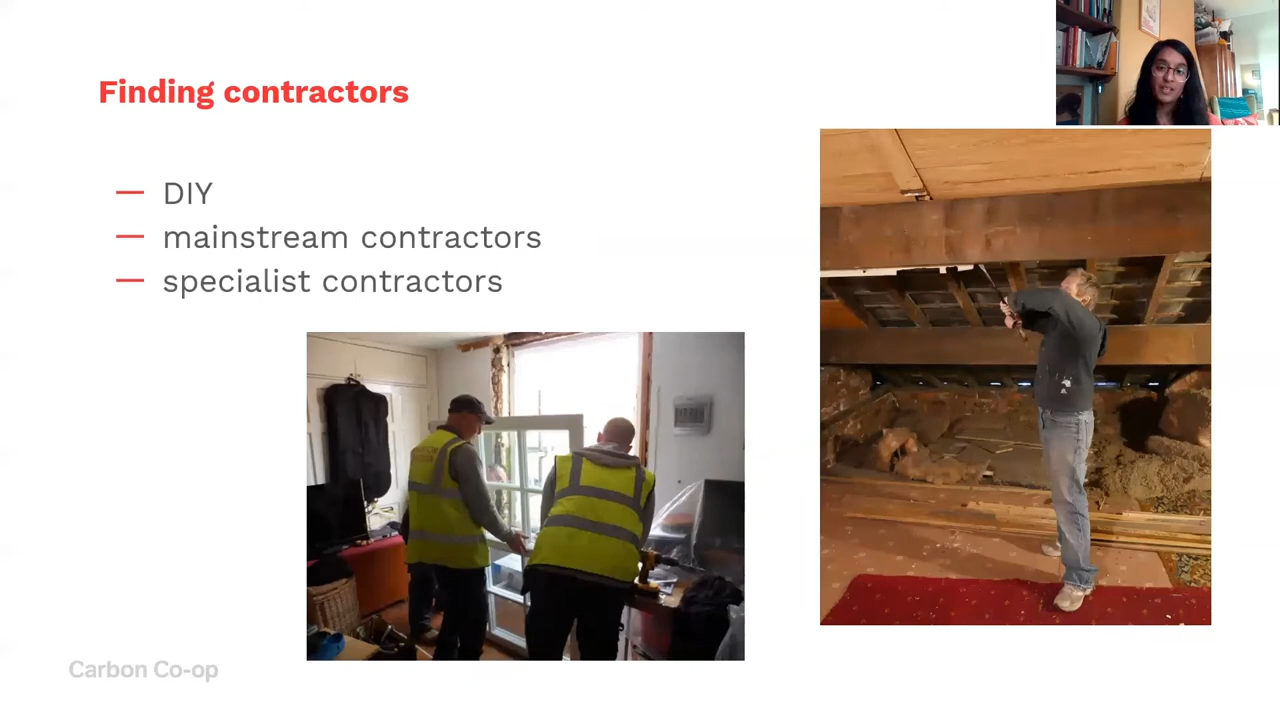 Finding contractors
— DIY
— mainstream contractors
— specialist contractors
Carbon Co-op